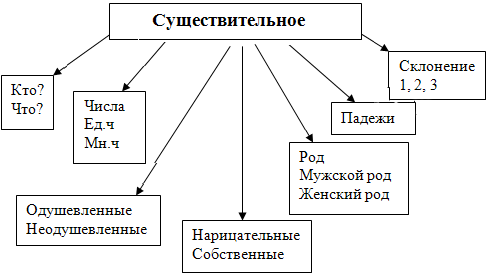 Существительное
Кто?
Что?
Числа
Ед.ч
Мн.ч
Одушевленные
Неодушевленные
Нарицательные
Собственные
Род
Мужской род
Женский род
Падежи
Склонение
1, 2, 3